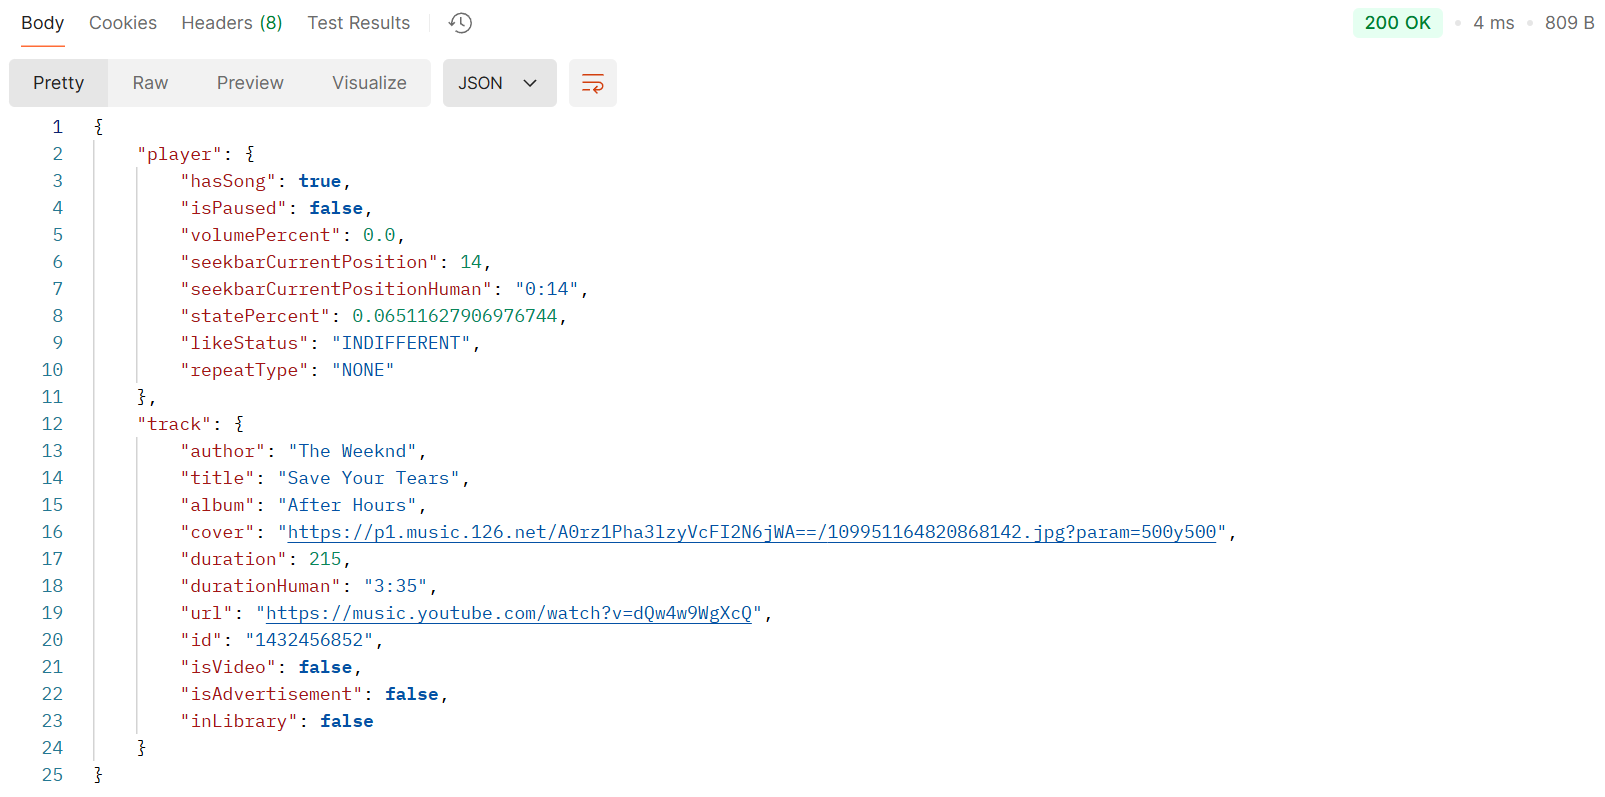 Body Cookies Headers (8) Test Results 200 OK • 4 ms • 809 B
Pretty Raw Preview Visualize JSON
1 {
2     "player": {
3         "hasSong": true,
4         "isPaused": false,
5         "volumePercent": 0.0,
6         "seekbarCurrentPosition": 14,
7         "seekbarCurrentPositionHuman": "0:14",
8         "statePercent": 0.06511627906976744,
9         "likeStatus": "INDIFFERENT",
10         "repeatType": "NONE"
11     },
12     "track": {
13         "author": "The Weeknd",
14         "title": "Save Your Tears",
15         "album": "After Hours",
16         "cover": "https://p1.music.126.net/A0rz1Pha3lzyVcFI2N6jWA==/109951164820868142.jpg?param=500y500",
17         "duration": 215,
18         "durationHuman": "3:35",
19         "url": "https://music.youtube.com/watch?v=dQw4w9WgXcQ",
20         "id": "1432456852",
21         "isVideo": false,
22         "isAdvertisement": false,
23         "inLibrary": false
24     }
25 }